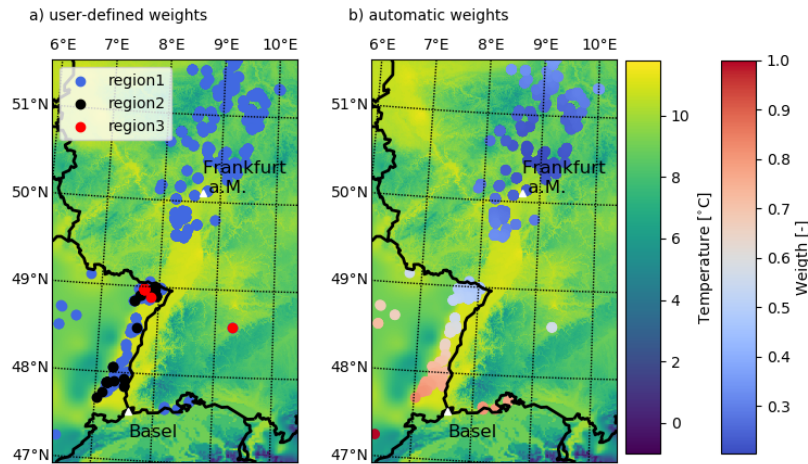 a) user-defined weights
b) automatic weights
6°E 7°E 8°E 9°E 10°E
6°E 7°E 8°E 9°E 10°E
region1
region2
region3
51°N
50°N
49°N
48°N
47°N
Frankfurt
a.M.
Basel
51°N
50°N
49°N
48°N
47°N
Frankfurt
a.M.
Basel
10
8
6
4
2
0
Temperature [°C]
1.0
0.9
0.8
0.7
0.6
0.5
0.4
0.3
Weigth [-]